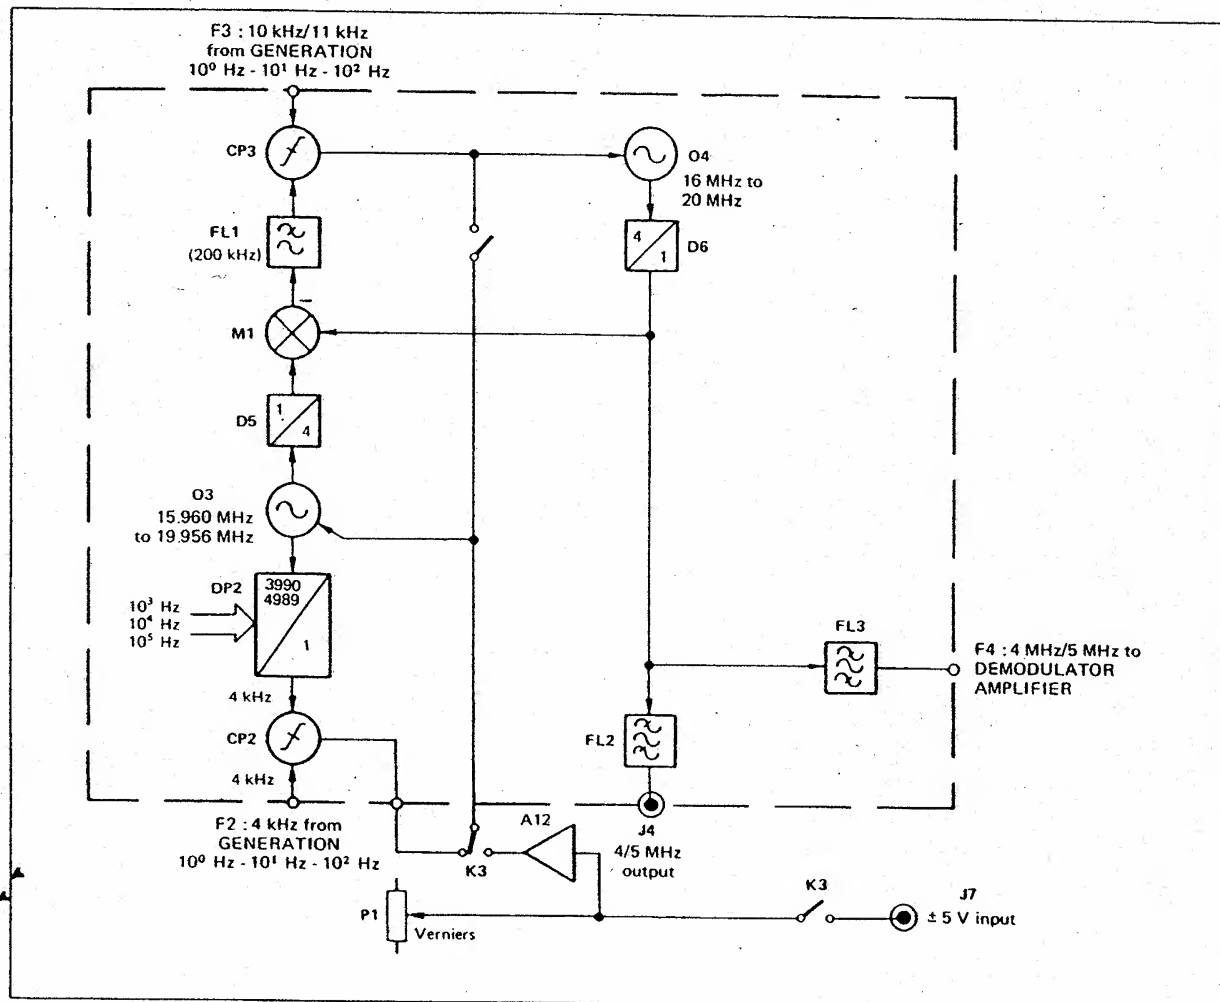 F3 : 10 kHz/11 kHz
from GENERATION
10⁰ Hz - 10¹ Hz - 10² Hz
CP3
O4
16 MHz to
20 MHz
FL1
(200 kHz)
4
1
D6
M1
−
D5
1
4
O3
15.960 MHz
to 19.956 MHz
DP2
3990
4989
1
10³ Hz
10⁴ Hz
10⁵ Hz
4 kHz
CP2
4 kHz
FL3
F4 : 4 MHz/5 MHz to
DEMODULATOR
AMPLIFIER
FL2
F2 : 4 kHz from
GENERATION
10⁰ Hz - 10¹ Hz - 10² Hz
A12
K3
J4
4/5 MHz
output
P1
Verniers
K3
J7
± 5 V input